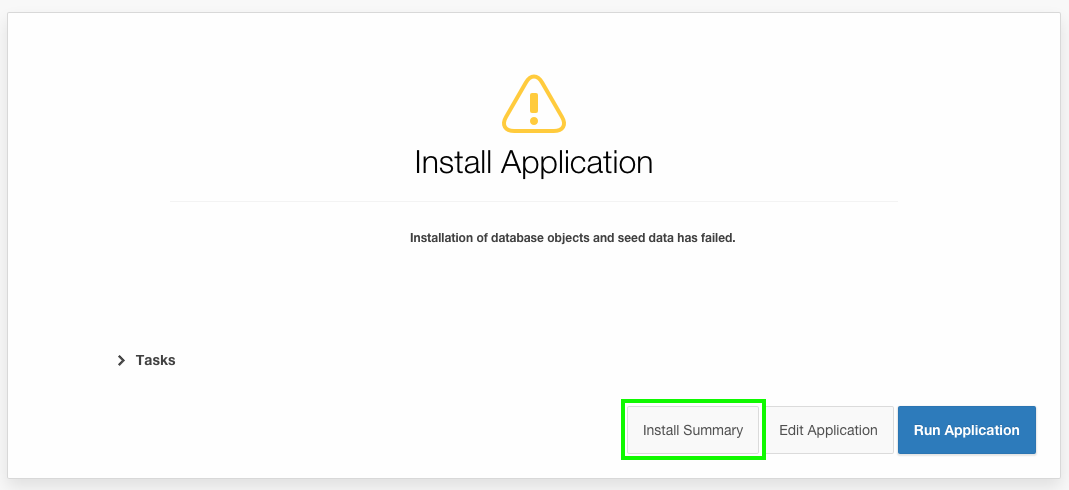 Install Application
Installation of database objects and seed data has failed.
Tasks
Install Summary
Edit Application
Run Application